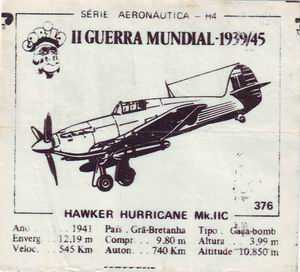 SÉRIE AERONÁUTICA - H4
II GUERRA MUNDIAL-1939/45
376
HAWKER HURRICANE Mk.IIC
Ano . . . 1941 País . Grã-Bretanha Tipo . Caça-bomb
Enverg. . 12,19 m Compr . . . 9,80 m Altura . . . 3,99 m
Veloc. . . 545 Km Auton. . . 740 Km Altitude . 10,850 m